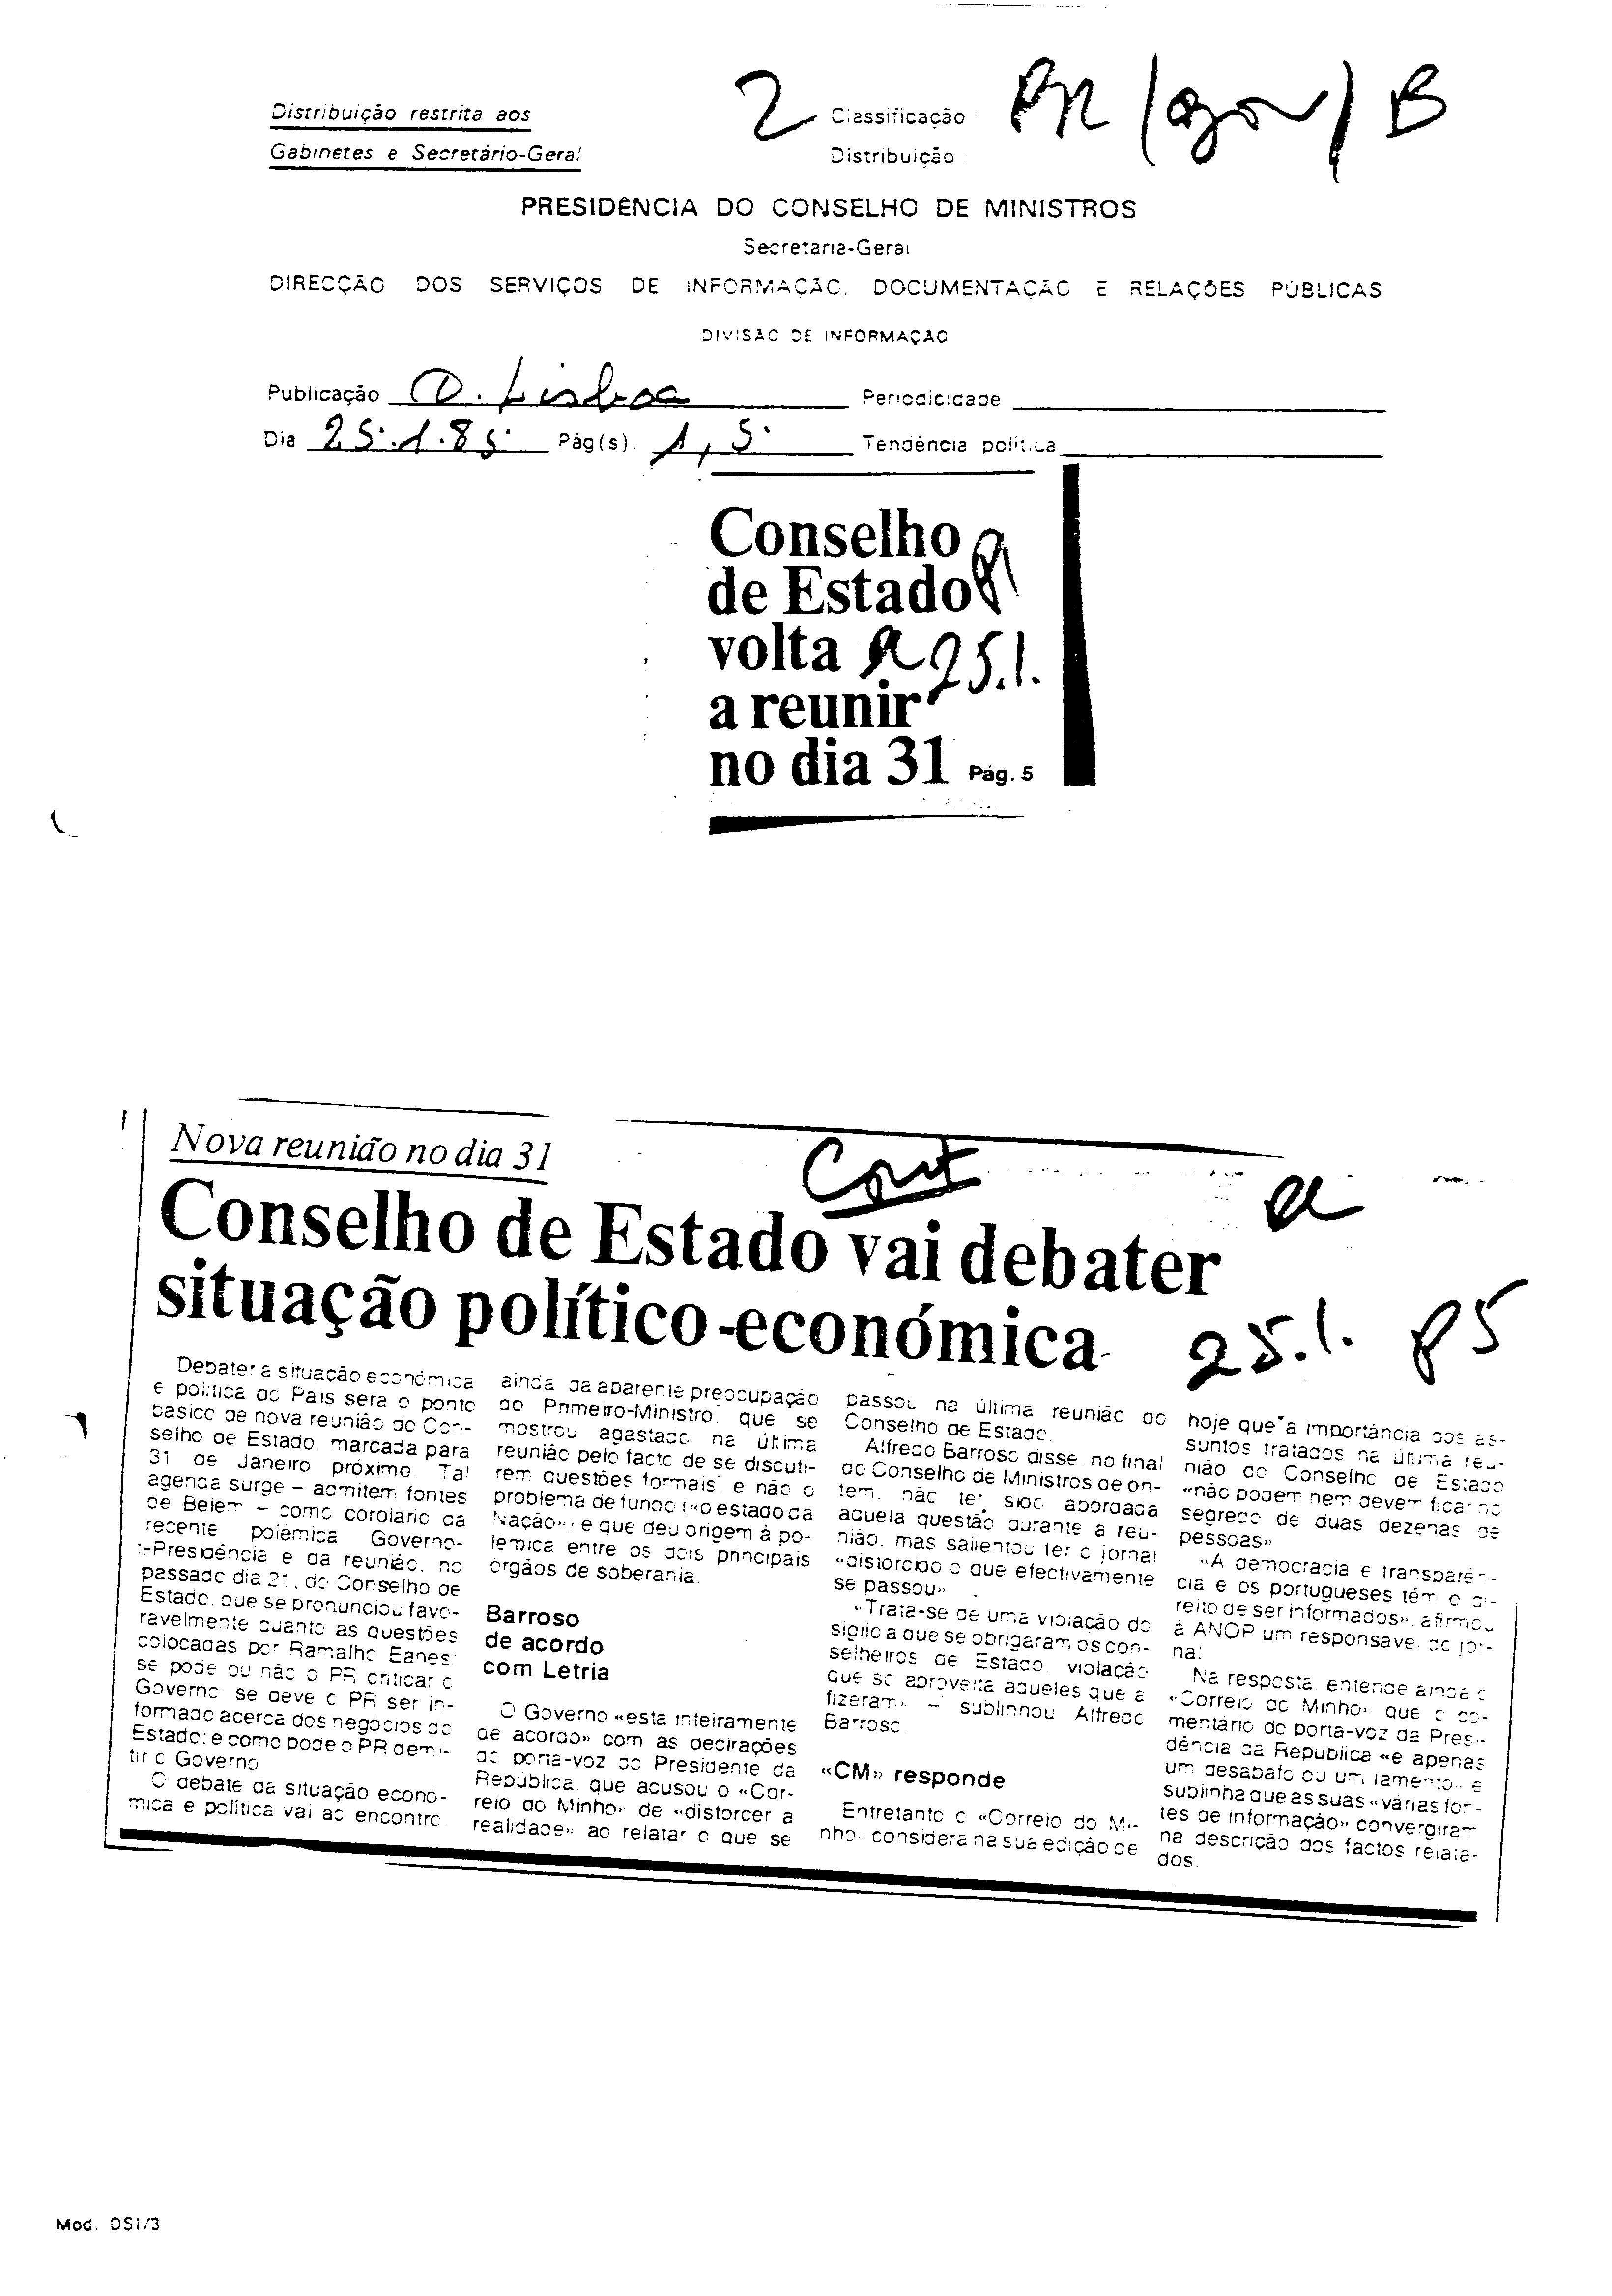 Distribuição restrita aos
Gabinetes e Secretário-Geral
2
Classificação PR/gov/B
Distribuição :
PRESIDÊNCIA DO CONSELHO DE MINISTROS
Secretaria-Geral
DIRECÇÃO DOS SERVIÇOS DE INFORMAÇÃO, DOCUMENTAÇÃO E RELAÇÕES PÚBLICAS
DIVISÃO DE INFORMAÇÃO
Publicação D. Lisboa Periodicidade
Dia 25.1.85 Pág(s). 1, 5 Tendência política
Conselho
de Estado
volta
25.1.
a reunir
no dia 31 Pág. 5
Nova reunião no dia 31
Cont
Conselho de Estado vai debater
situação político-económica
25.1. 85
Debater a situação económica
e política do País será o ponto
básico de nova reunião do Con-
selho de Estado, marcada para
31 de Janeiro próximo. Tal
agenda surge – admitem fontes
de Belém – como corolário da
recente polémica Governo-
-Presidência e da reunião, no
passado dia 21, do Conselho de
Estado, que se pronunciou favo-
ravelmente quanto às questões
colocadas por Ramalho Eanes:
se pode ou não o PR criticar o
Governo; se deve o PR ser in-
formado acerca dos negócios do
Estado; e como pode o PR demi-
tir o Governo
O debate da situação econó-
mica e política vai ao encontro,
ainda da aparente preocupação
do Primeiro-Ministro, que se
mostrou agastado na última
reunião pelo facto de se discuti-
rem questões formais, e não o
problema de fundo («o estado da
Nação»), e que deu origem à po-
lémica entre os dois principais
órgãos de soberania
Barroso
de acordo
com Letria
O Governo «está inteiramente
de acordo» com as declrações
do porta-voz do Presidente da
República, que acusou o «Cor-
reio do Minho» de «distorcer a
realidade» ao relatar o que se
passou na última reunião do
Conselho de Estado.
Alfredo Barroso disse, no final
do Conselho de Ministros de on-
tem, não ter sido abordada
aquela questão durante a reu-
nião, mas salientou ter o jornal
«distorcido o que efectivamente
se passou».
«Trata-se de uma violação do
sigilo a que se obrigaram os con-
selheiros de Estado, violação
que só aproveita àqueles que a
fizeram» – sublinhou Alfredo
Barroso
«CM» responde
Entretanto o «Correio do Mi-
nho» considera na sua edição de
hoje que a importância dos as-
suntos tratados na última reu-
nião do Conselho de Estado
«não podem nem devem ficar no
segredo de duas dezenas de
pessoas»
«A democracia é transparên-
cia e os portugueses têm o di-
reito de ser informados», afirmou
à ANOP um responsável do jor-
nal
Na resposta, entende ainda o
«Correio do Minho» que o co-
mentário do porta-voz da Presi-
dência da República «é apenas
um desabafo ou um lamento, e
sublinha que as suas «várias fon-
tes de informação» convergiram
na descrição dos factos relata-
dos.
Mod. DSI/3